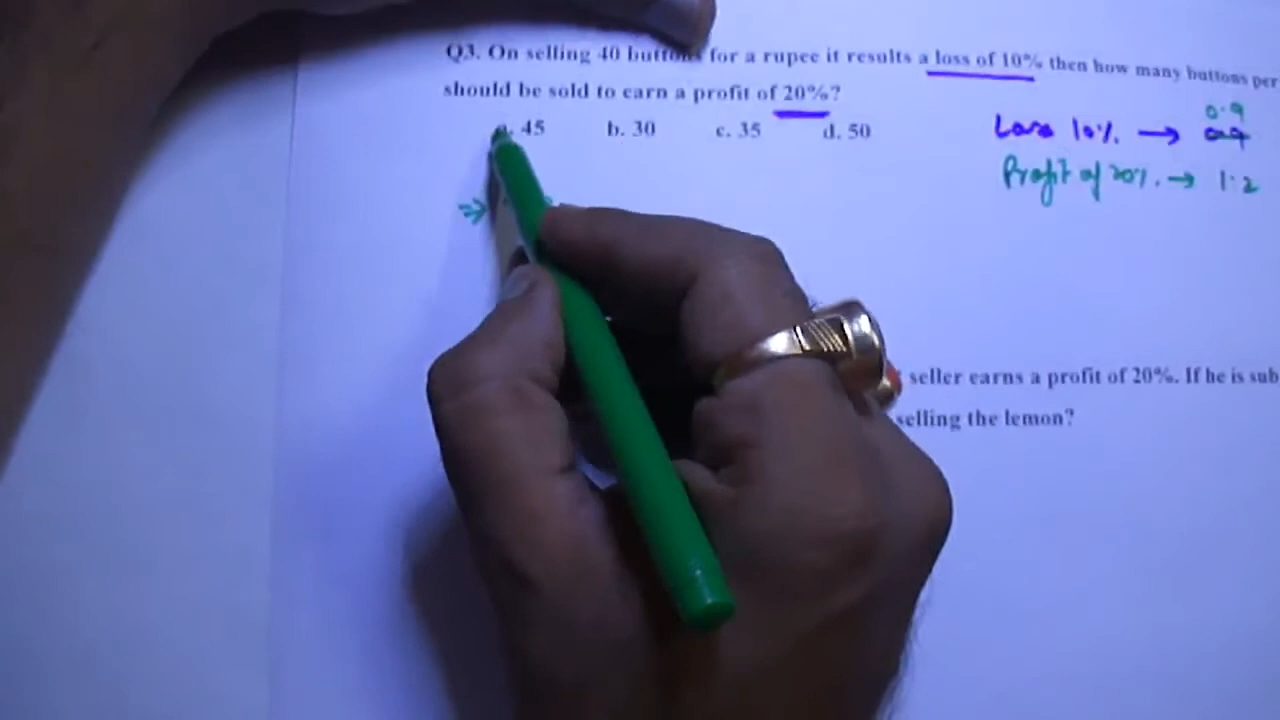 Q3. On selling 40 buttons for a rupee it results a loss of 10% then how many buttons per
should be sold to earn a profit of 20%?
a. 45 b. 30 c. 35 d. 50
0.9
Loss 10% →
Profit of 20% → 1.2
seller earns a profit of 20%. If he is sub
selling the lemon?